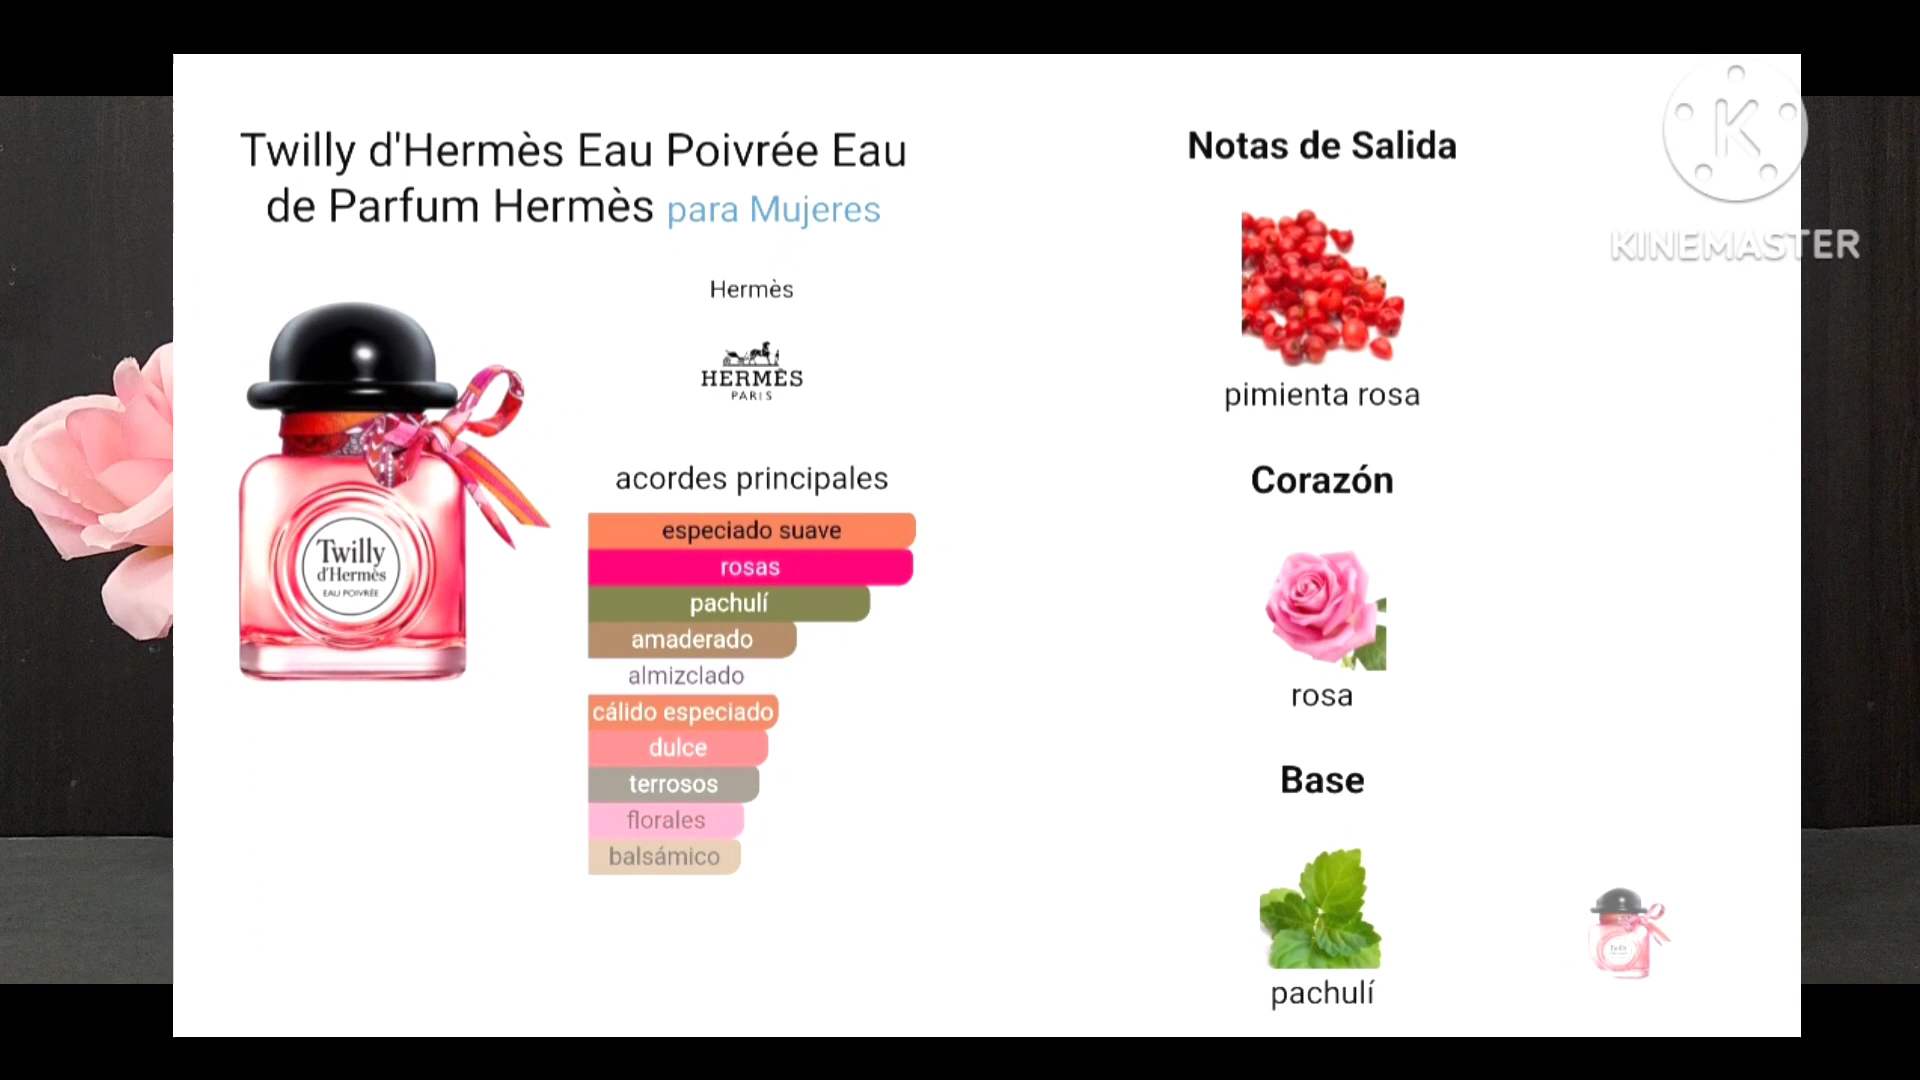 Twilly d'Hermès Eau Poivrée Eau
de Parfum Hermès para Mujeres
Hermès
HERMÈS
PARIS
Twilly
d'Hermès
EAU POIVRÉE
acordes principales
especiado suave
rosas
pachulí
amaderado
almizclado
cálido especiado
dulce
terrosos
florales
balsámico
Notas de Salida
pimienta rosa
Corazón
rosa
Base
pachulí
K
KINEMASTER